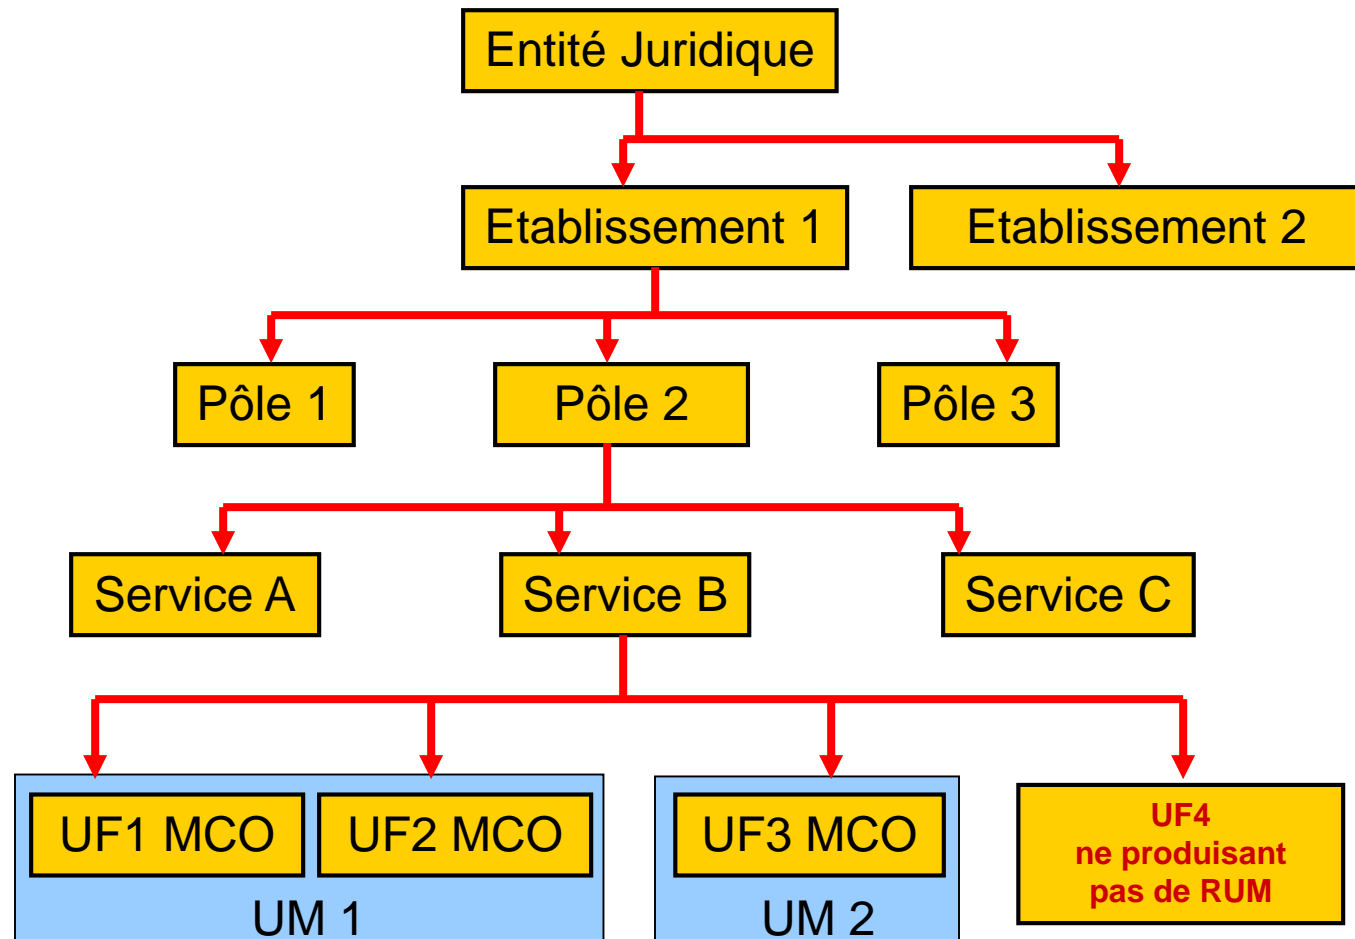 Entité Juridique
Etablissement 1
Etablissement 2
Pôle 1
Pôle 2
Pôle 3
Service A
Service B
Service C
UF1 MCO
UF2 MCO
UM 1
UF3 MCO
UM 2
UF4
ne produisant
pas de RUM